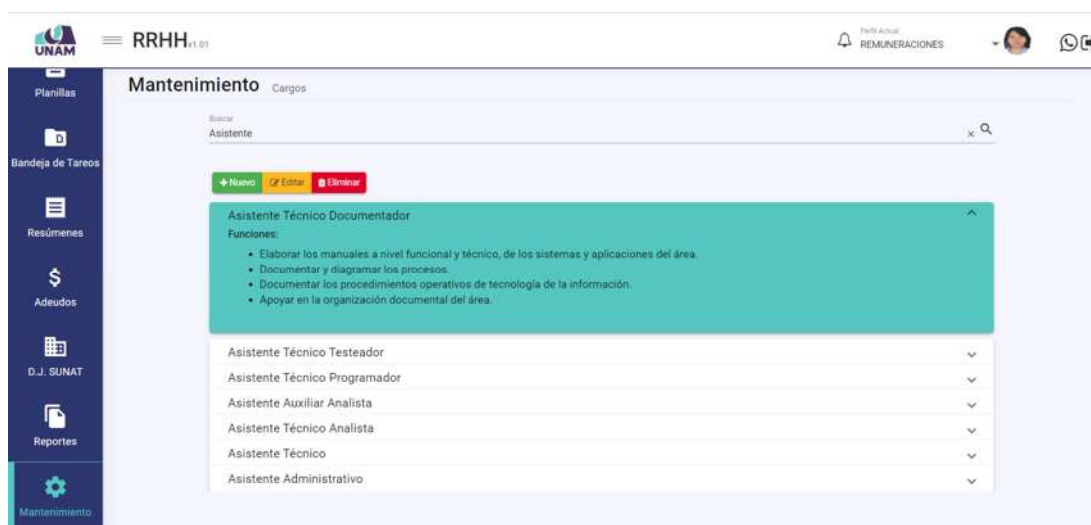 UNAM
RRHH v1.01
Perfil Actual
REMUNERACIONES
Planillas
Bandeja de Tareos
Resúmenes
Adeudos
D.J. SUNAT
Reportes
Mantenimiento
Mantenimiento Cargos
Buscar
Asistente
+ Nuevo Editar Eliminar
Asistente Técnico Documentador
Funciones:
• Elaborar los manuales a nivel funcional y técnico, de los sistemas y aplicaciones del área.
• Documentar y diagramar los procesos.
• Documentar los procedimientos operativos de tecnología de la información.
• Apoyar en la organización documental del área.
Asistente Técnico Testeador
Asistente Técnico Programador
Asistente Auxiliar Analista
Asistente Técnico Analista
Asistente Técnico
Asistente Administrativo